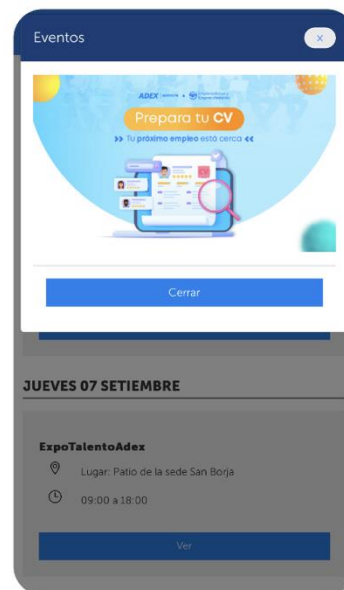 Eventos
x
ADEX
Prepara tu CV
>> Tu próximo empleo está cerca <<
CV
Cerrar
JUEVES 07 SETIEMBRE
ExpoTalentoAdex
Lugar: Patio de la sede San Borja
09:00 a 18:00
Ver